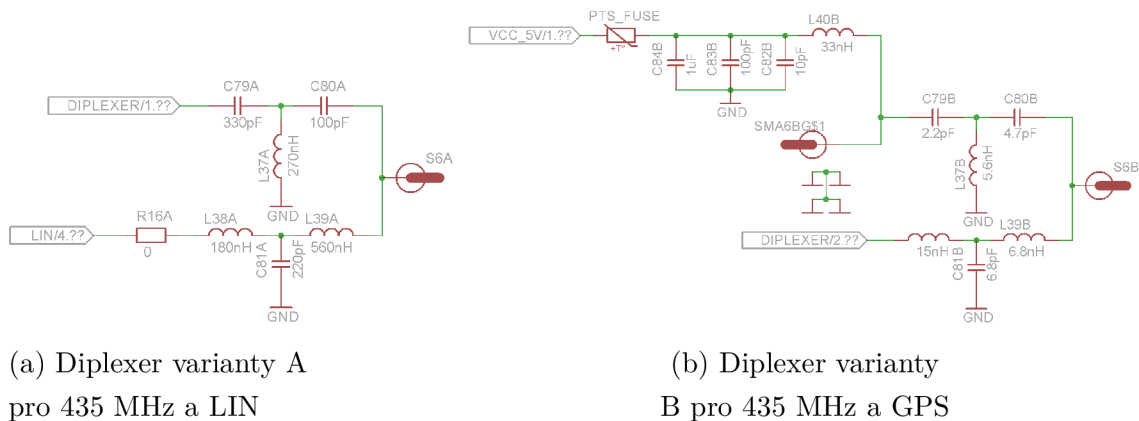 PTS_FUSE
L40B
VCC_5V/1.??
+T°
33nH
C84B
1uF
C83B
100pF
C82B
10pF
GND
C79A
C80A
DIPLEXER/1.??
330pF
100pF
L37A
270nH
GND
S6A
C79B
C80B
SMA6BG$1
2.2pF
4.7pF
L37B
5.6nH
GND
S6B
R16A
L38A
L39A
LIN/4.??
0
180nH
560nH
C81A
220pF
GND
L39B
DIPLEXER/2.??
15nH
6.8nH
C81B
6.8pF
GND
(a) Diplexer varianty A
pro 435 MHz a LIN
(b) Diplexer varianty
B pro 435 MHz a GPS